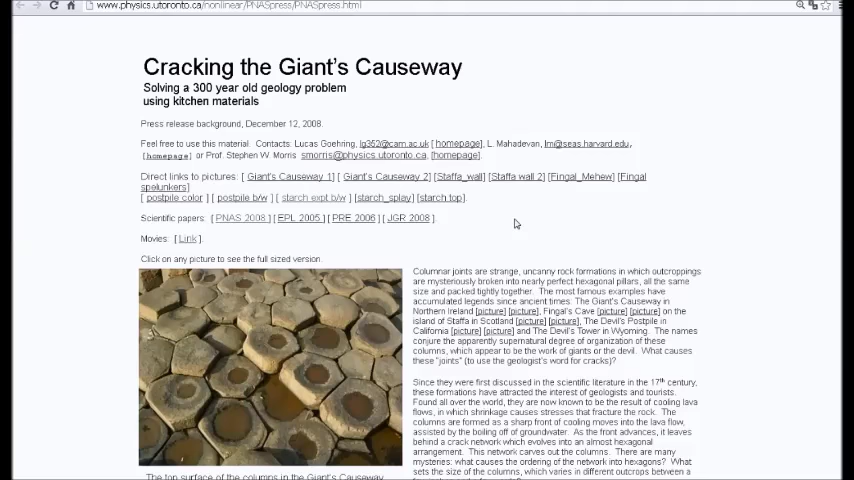 www.physics.utoronto.ca/nonlinear/PNASpress/PNASpress.html
Cracking the Giant's Causeway
Solving a 300 year old geology problem
using kitchen materials
Press release background, December 12, 2008.
Feel free to use this material. Contacts: Lucas Goehring, lg352@cam.ac.uk [ homepage], L. Mahadevan, lm@seas.harvard.edu,
[homepage] or Prof. Stephen W. Morris smorris@physics.utoronto.ca, [homepage].
Direct links to pictures: [ Giant's Causeway 1] [ Giant's Causeway 2] [Staffa_wall] [Staffa wall 2] [Fingal_Mehew] [Fingal
spelunkers]
[ postpile color ] [ postpile b/w ] [ starch expt b/w ] [starch_splay] [starch top].
Scientific papers: [ PNAS 2008 ] [ EPL 2005 ] [ PRE 2006 ] [ JGR 2008 ].
Movies: [ Link ].
Click on any picture to see the full sized version.
Columnar joints are strange, uncanny rock formations in which outcroppings
are mysteriously broken into nearly perfect hexagonal pillars, all the same
size and packed tightly together. The most famous examples have
accumulated legends since ancient times: The Giant's Causeway in
Northern Ireland [picture] [picture], Fingal's Cave [picture] [picture] on the
island of Staffa in Scotland [picture] [picture], The Devil's Postpile in
California [picture] [picture] and The Devil's Tower in Wyoming. The names
conjure the apparently supernatural degree of organization of these
columns, which appear to be the work of giants or the devil. What causes
these "joints" (to use the geologist's word for cracks)?
Since they were first discussed in the scientific literature in the 17th century,
these formations have attracted the interest of geologists and tourists.
Found all over the world, they are now known to be the result of cooling lava
flows, in which shrinkage causes stresses that fracture the rock. The
columns are formed as a sharp front of cooling moves into the lava flow,
assisted by the boiling off of groundwater. As the front advances, it leaves
behind a crack network which evolves into an almost hexagonal
arrangement. This network carves out the columns. There are many
mysteries: what causes the ordering of the network into hexagons? What
sets the size of the columns, which varies in different outcrops between a
The top surface of the columns in the Giant's Causeway